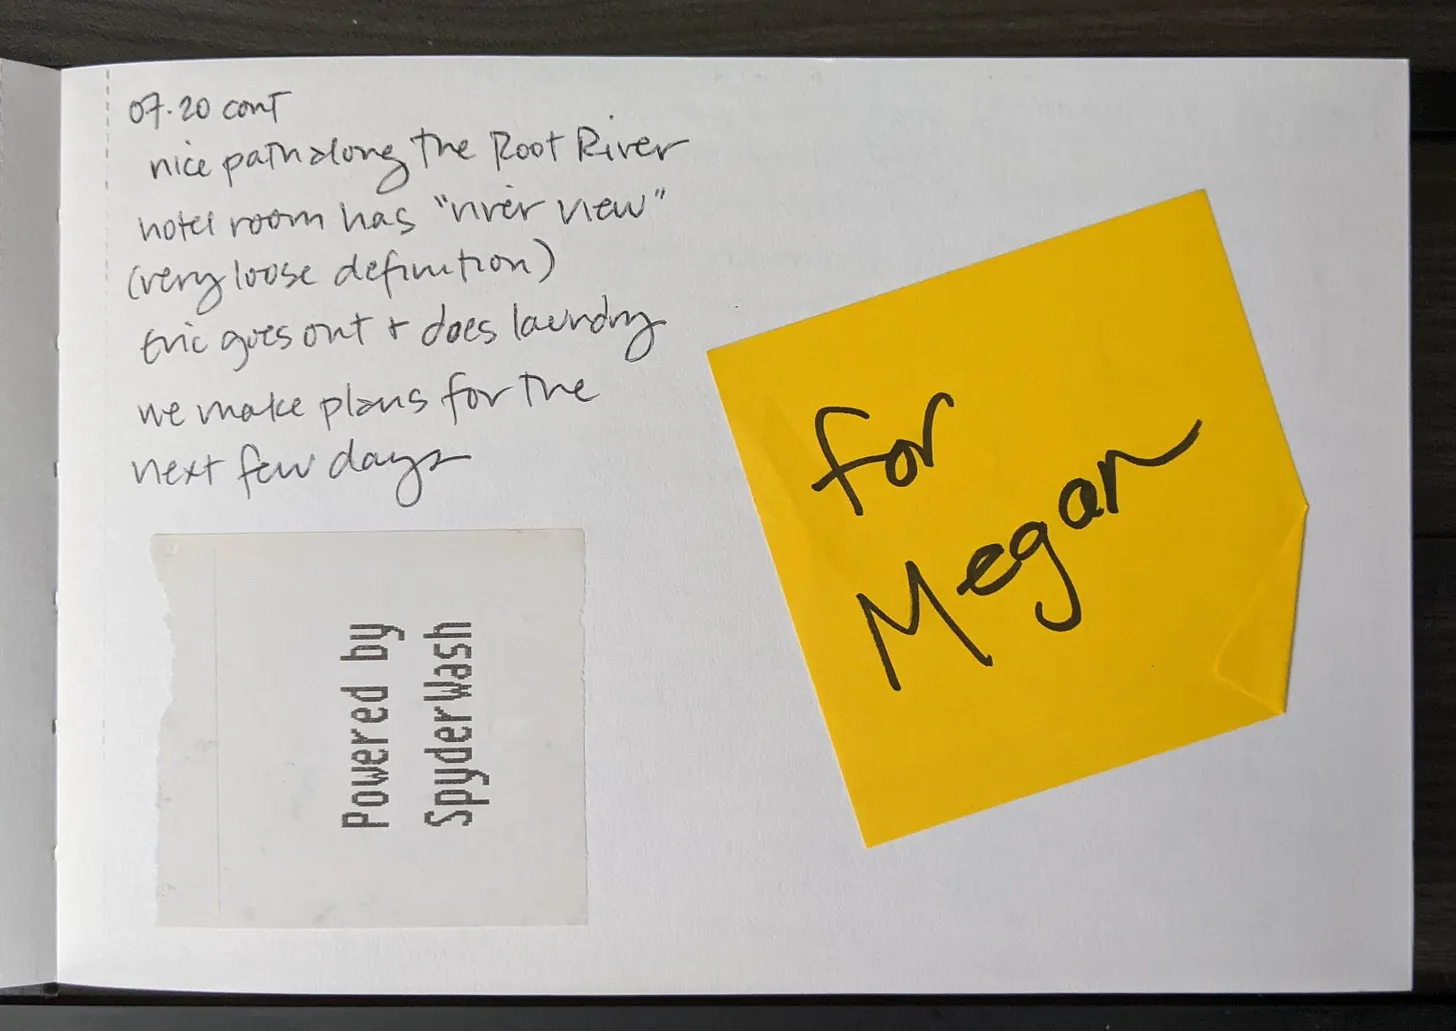 07.20 cont
nice path along the Root River
hotel room has "river view"
(very loose definition)
Eric goes out + does laundry
we make plans for the
next few days
Powered by
SpyderWash
for
Megan